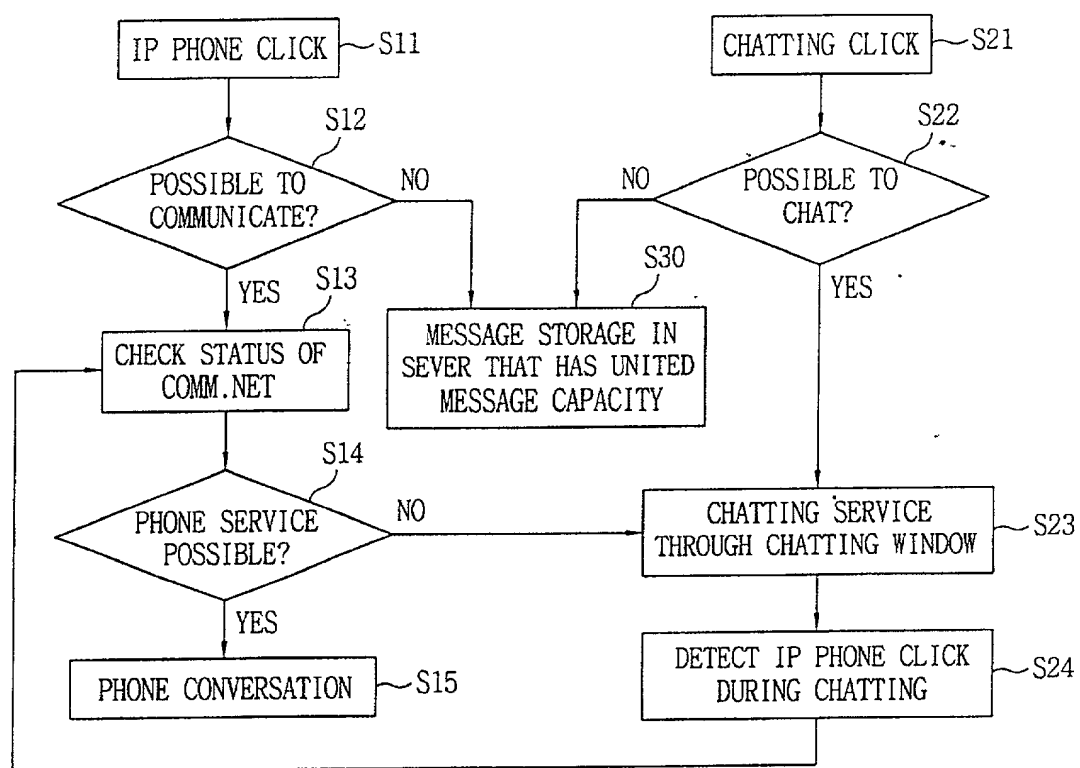 IP PHONE CLICK
S11
CHATTING CLICK
S21
S12
POSSIBLE TO
COMMUNICATE?
NO
YES
S22
POSSIBLE TO
CHAT?
NO
YES
S13
CHECK STATUS OF
COMM.NET
S30
MESSAGE STORAGE IN
SEVER THAT HAS UNITED
MESSAGE CAPACITY
S14
PHONE SERVICE
POSSIBLE?
NO
YES
CHATTING SERVICE
THROUGH CHATTING WINDOW
S23
PHONE CONVERSATION
S15
DETECT IP PHONE CLICK
DURING CHATTING
S24